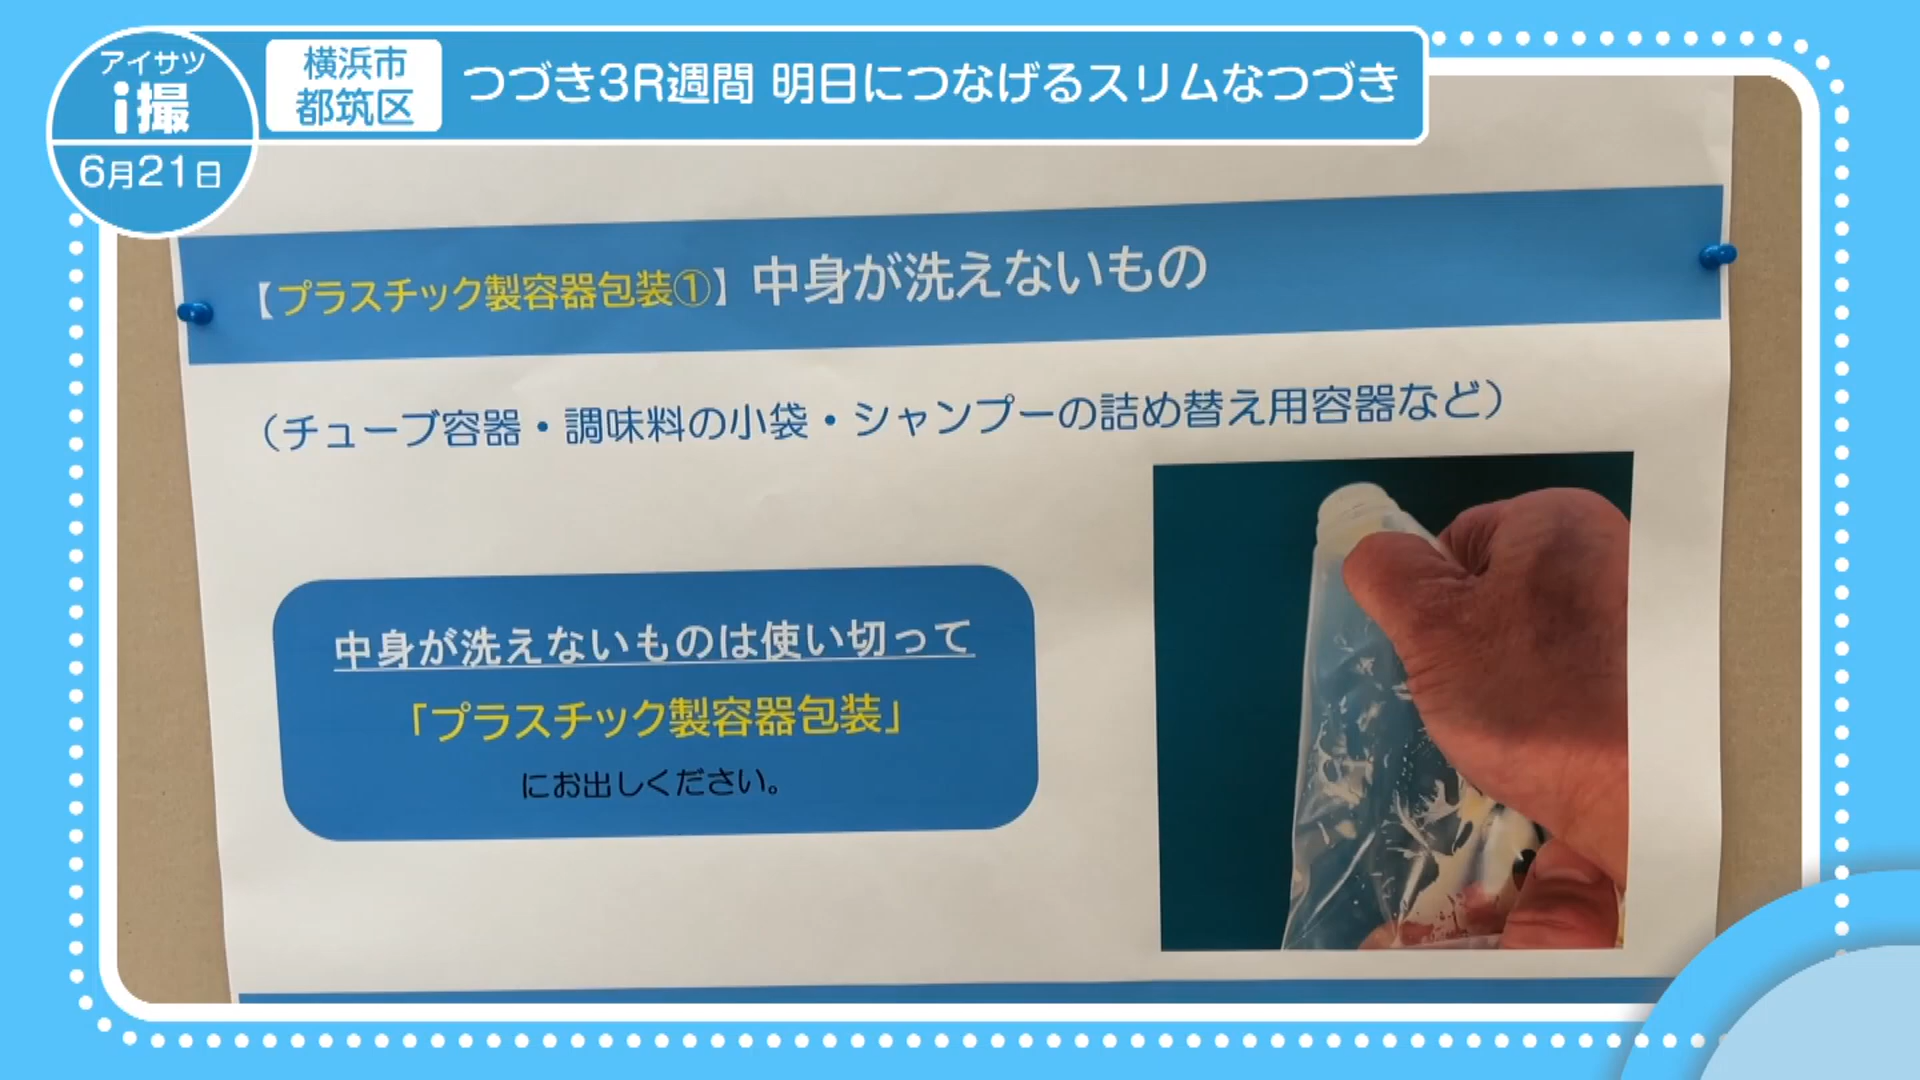 アイサツ
i撮
6月21日
横浜市
都筑区
つづき3R週間 明日につなげるスリムなつづき
【プラスチック製容器包装①】中身が洗えないもの
（チューブ容器・調味料の小袋・シャンプーの詰め替え用容器など）
中身が洗えないものは使い切って
「プラスチック製容器包装」
にお出しください。